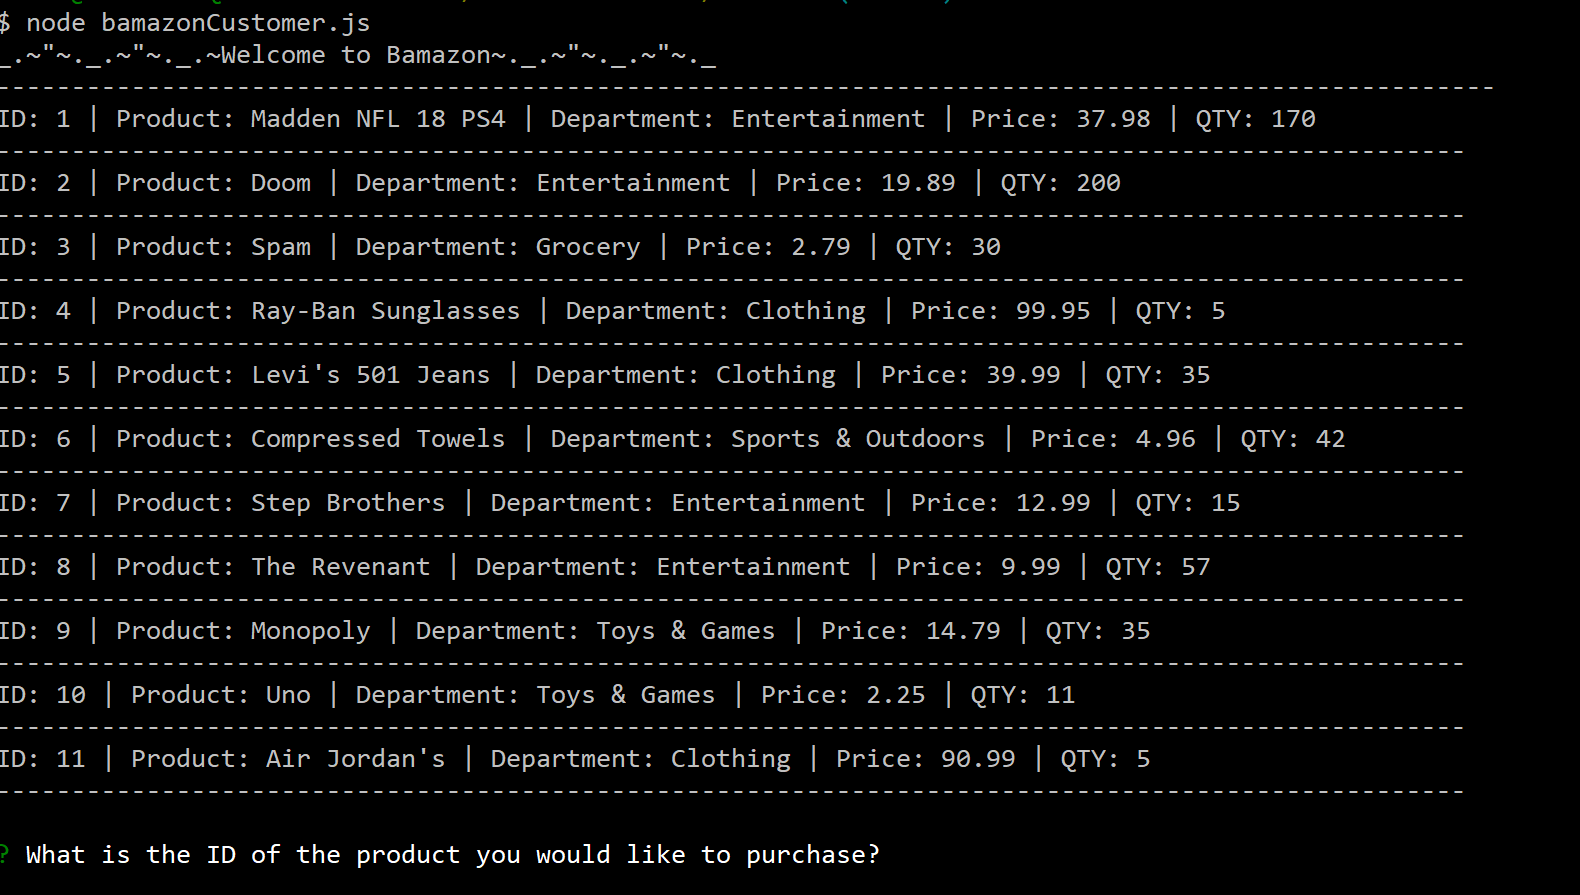 $ node bamazonCustomer.js
_.~"~._.~"~._.~Welcome to Bamazon~._.~"~._.~"~._
----------------------------------------------------------------------------------------------------
ID: 1 | Product: Madden NFL 18 PS4 | Department: Entertainment | Price: 37.98 | QTY: 170
--------------------------------------------------------------------------------------------------
ID: 2 | Product: Doom | Department: Entertainment | Price: 19.89 | QTY: 200
--------------------------------------------------------------------------------------------------
ID: 3 | Product: Spam | Department: Grocery | Price: 2.79 | QTY: 30
--------------------------------------------------------------------------------------------------
ID: 4 | Product: Ray-Ban Sunglasses | Department: Clothing | Price: 99.95 | QTY: 5
--------------------------------------------------------------------------------------------------
ID: 5 | Product: Levi's 501 Jeans | Department: Clothing | Price: 39.99 | QTY: 35
--------------------------------------------------------------------------------------------------
ID: 6 | Product: Compressed Towels | Department: Sports & Outdoors | Price: 4.96 | QTY: 42
--------------------------------------------------------------------------------------------------
ID: 7 | Product: Step Brothers | Department: Entertainment | Price: 12.99 | QTY: 15
--------------------------------------------------------------------------------------------------
ID: 8 | Product: The Revenant | Department: Entertainment | Price: 9.99 | QTY: 57
--------------------------------------------------------------------------------------------------
ID: 9 | Product: Monopoly | Department: Toys & Games | Price: 14.79 | QTY: 35
--------------------------------------------------------------------------------------------------
ID: 10 | Product: Uno | Department: Toys & Games | Price: 2.25 | QTY: 11
--------------------------------------------------------------------------------------------------
ID: 11 | Product: Air Jordan's | Department: Clothing | Price: 90.99 | QTY: 5
--------------------------------------------------------------------------------------------------
? What is the ID of the product you would like to purchase?